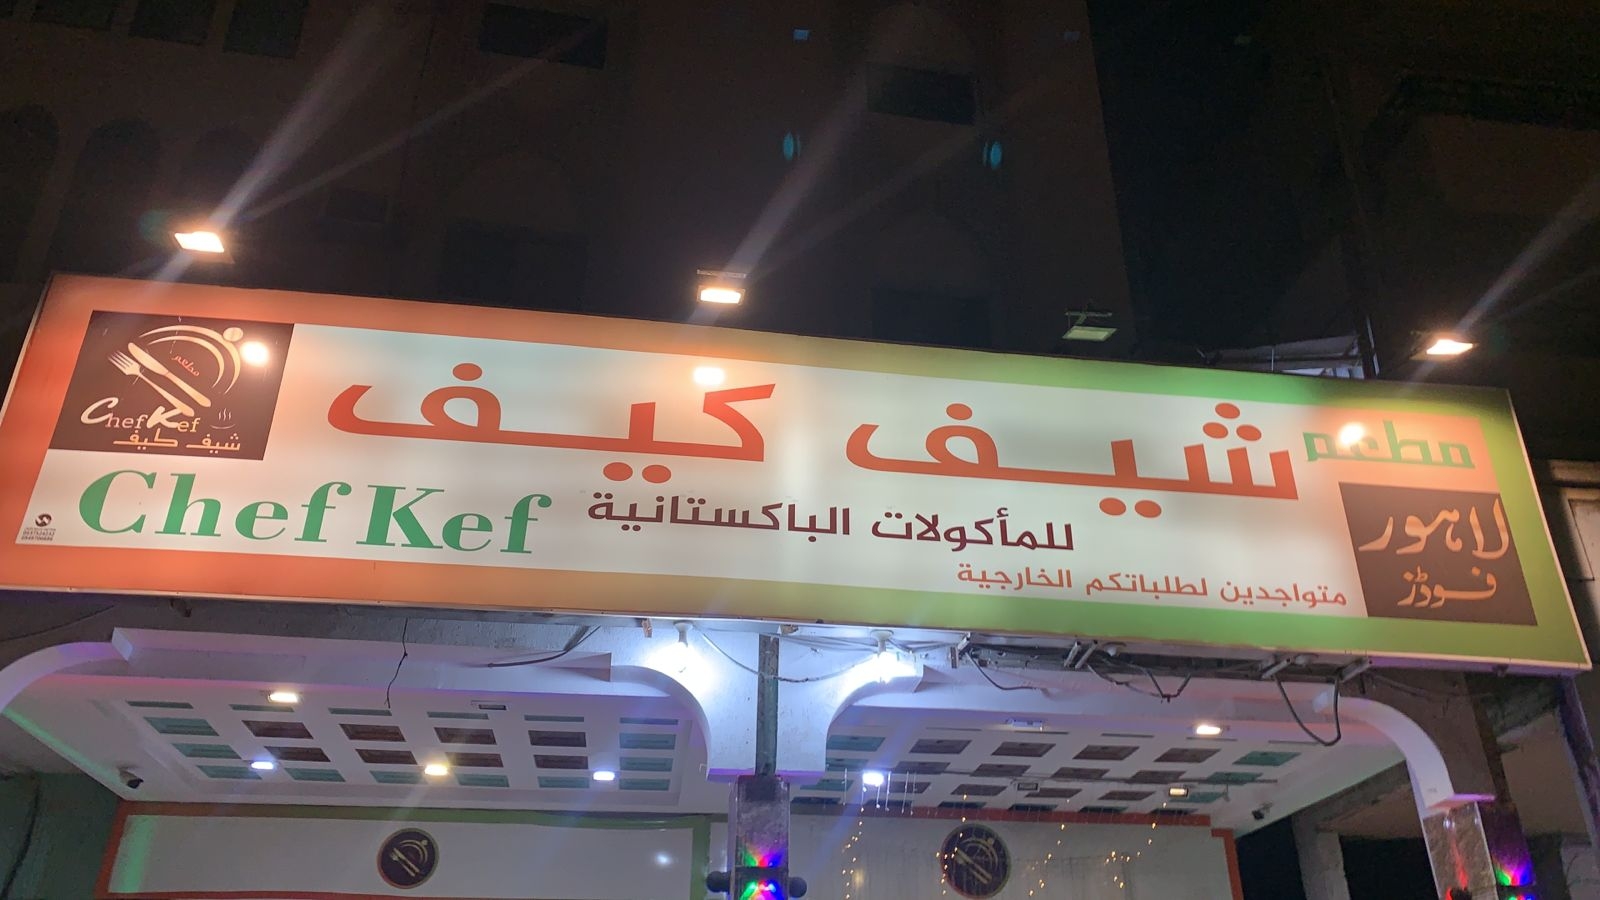 مطعم
شيف كيف
Chef Kef
للمأكولات الباكستانية
متواجدين لطلباتكم الخارجية
لاہور
فوڈز
مطعم
Chef Kef
شيف كيف